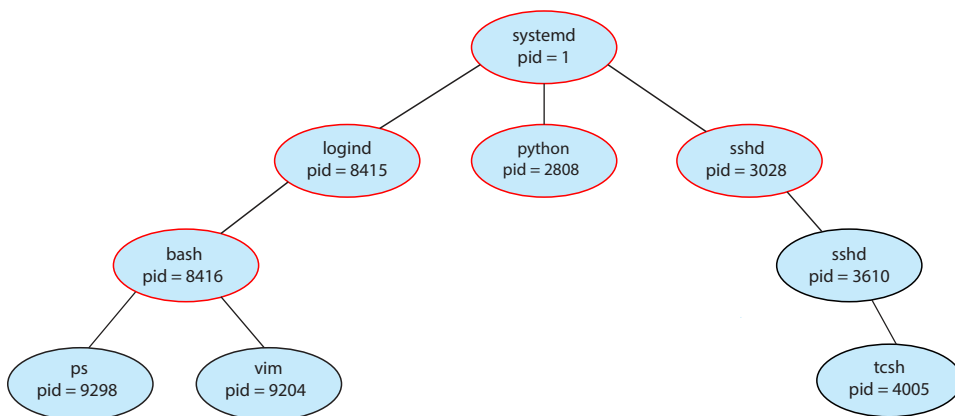 systemd
pid = 1
logind
pid = 8415
python
pid = 2808
sshd
pid = 3028
bash
pid = 8416
sshd
pid = 3610
ps
pid = 9298
vim
pid = 9204
tcsh
pid = 4005